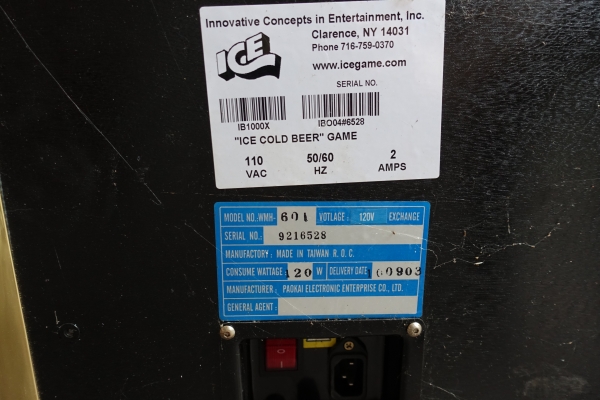 Innovative Concepts in Entertainment, Inc.
Clarence, NY 14031
Phone 716-759-0370
ICE
www.icegame.com
SERIAL NO.
IB1000X IBO04#6528
"ICE COLD BEER" GAME
110 50/60 2
VAC HZ AMPS
MODEL NO.:WMH-601 VOTLAGE: 120V EXCHANGE
SERIAL NO.: 9216528
MANUFACTORY: MADE IN TAIWAN R.O.C.
CONSUME WATTAGE: 120 W DELIVERY DATE: 160903
MANUFACTURER: PAOKAI ELECTRONIC ENTERPRISE CO., LTD.
GENERAL AGENT: